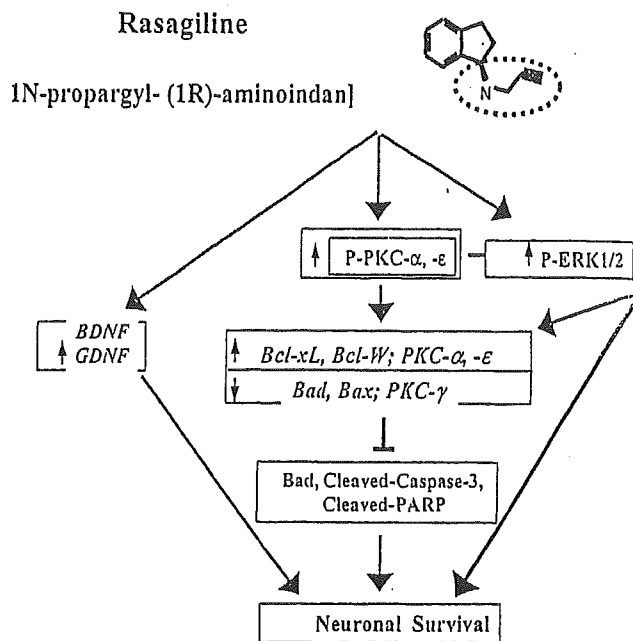 Rasagiline
N
1N-propargyl- (1R)-aminoindan]
P-PKC-α, -ε
P-ERK1/2
BDNF
GDNF
Bcl-xL, Bcl-W; PKC-α, -ε
Bad, Bax; PKC-γ
Bad, Cleaved-Caspase-3,
Cleaved-PARP
Neuronal Survival